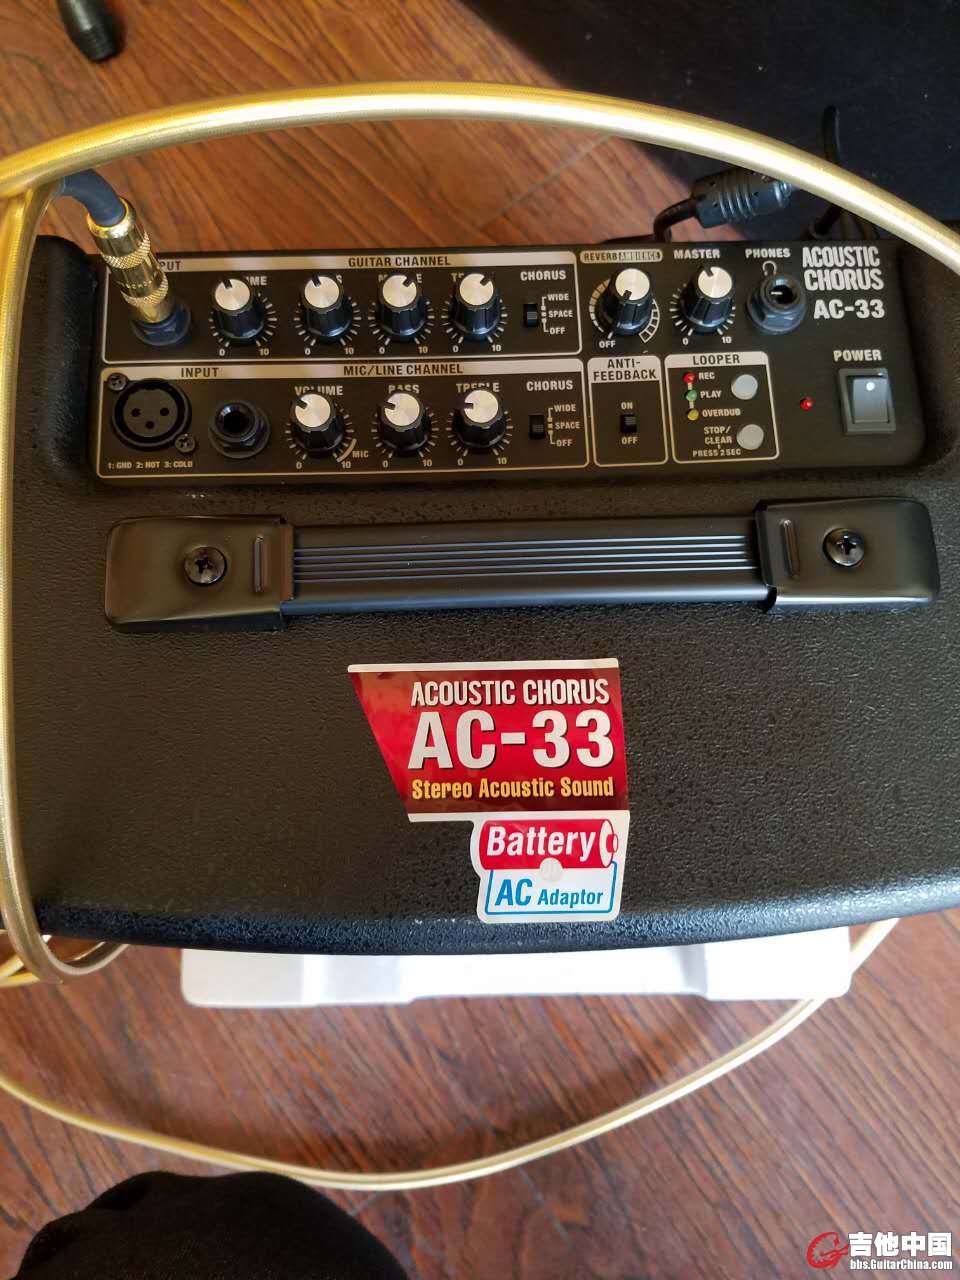 GUITAR CHANNEL
CHORUS
WIDE
SPACE
OFF
0 10
0 10
0 10
0 10
REVERB AMBIENCE
OFF
MASTER
0 10
PHONES
ACOUSTIC
CHORUS
AC-33
INPUT
MIC/LINE CHANNEL
VOLUME
BASS
TREBLE
CHORUS
WIDE
SPACE
OFF
0 10 MIC
0 10
0 10
1: GND 2: HOT 3: COLD
ANTI-
FEEDBACK
ON
OFF
LOOPER
REC
PLAY
OVERDUB
STOP/
CLEAR
PRESS 2 SEC
POWER
ACOUSTIC CHORUS
AC-33
Stereo Acoustic Sound
Battery
AC Adaptor
吉他中国
bbs.GuitarChina.com